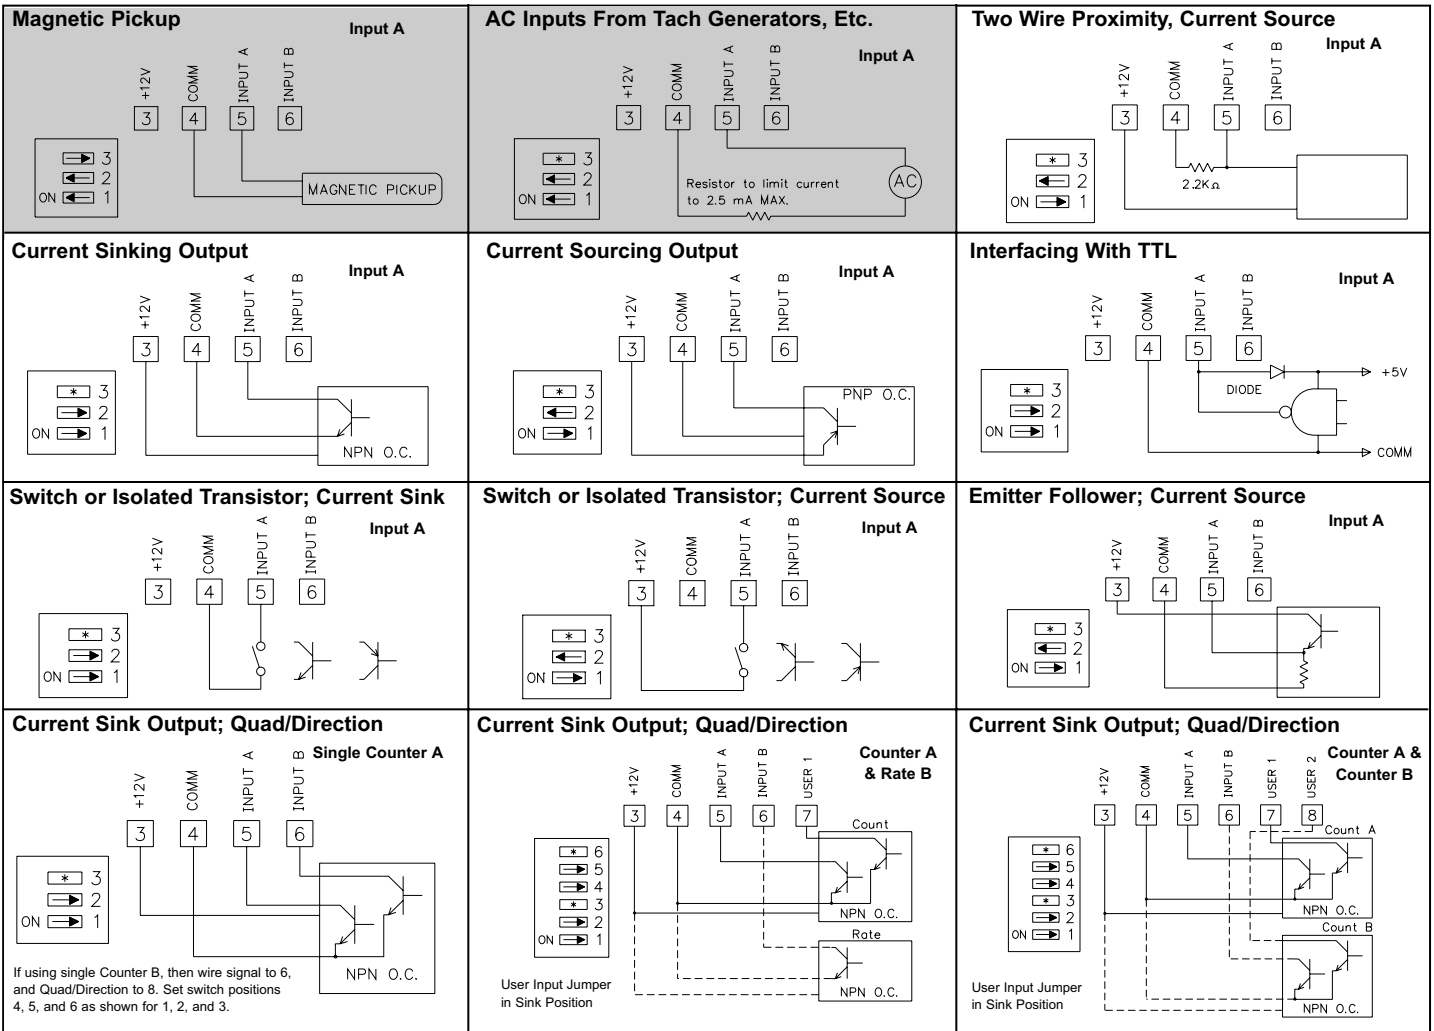 Magnetic Pickup
Input A
+12V
COMM
INPUT A
INPUT B
3
4
5
6
3
2
ON 1
MAGNETIC PICKUP
AC Inputs From Tach Generators, Etc.
Input A
+12V
COMM
INPUT A
INPUT B
3
4
5
6
* 3
2
ON 1
Resistor to limit current
to 2.5 mA MAX.
AC
Two Wire Proximity, Current Source
Input A
+12V
COMM
INPUT A
INPUT B
3
4
5
6
* 3
2
ON 1
2.2KΩ
Current Sinking Output
Input A
+12V
COMM
INPUT A
INPUT B
3
4
5
6
* 3
2
ON 1
NPN O.C.
Current Sourcing Output
Input A
+12V
COMM
INPUT A
INPUT B
3
4
5
6
* 3
2
ON 1
PNP O.C.
Interfacing With TTL
Input A
+12V
COMM
INPUT A
INPUT B
3
4
5
6
* 3
2
ON 1
DIODE
+5V
COMM
Switch or Isolated Transistor; Current Sink
Input A
+12V
COMM
INPUT A
INPUT B
3
4
5
6
* 3
2
ON 1
Switch or Isolated Transistor; Current Source
Input A
+12V
COMM
INPUT A
INPUT B
3
4
5
6
* 3
2
ON 1
Emitter Follower; Current Source
Input A
+12V
COMM
INPUT A
INPUT B
3
4
5
6
* 3
2
ON 1
Current Sink Output; Quad/Direction
Single Counter A
+12V
COMM
INPUT A
INPUT B
3
4
5
6
* 3
2
ON 1
NPN O.C.
If using single Counter B, then wire signal to 6,
and Quad/Direction to 8. Set switch positions
4, 5, and 6 as shown for 1, 2, and 3.
Current Sink Output; Quad/Direction
Counter A
& Rate B
+12V
COMM
INPUT A
INPUT B
USER 1
3
4
5
6
7
Count
* 6
5
4
* 3
2
ON 1
NPN O.C.
Rate
NPN O.C.
User Input Jumper
in Sink Position
Current Sink Output; Quad/Direction
Counter A &
Counter B
+12V
COMM
INPUT A
INPUT B
USER 1
USER 2
3
4
5
6
7
8
Count A
* 6
5
4
* 3
2
ON 1
NPN O.C.
Count B
NPN O.C.
User Input Jumper
in Sink Position